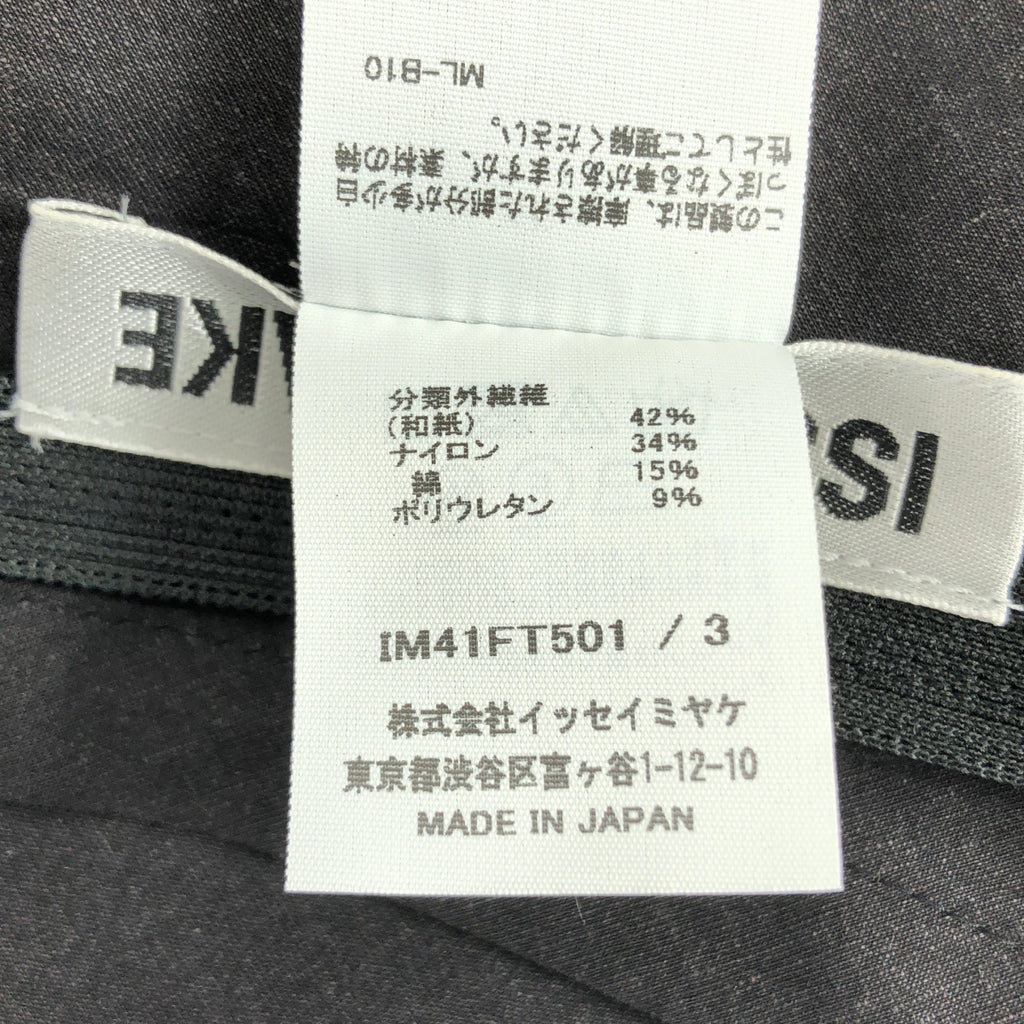 ML-B10
この製品は、摩擦された部分が多少白
っぽくなる事がありますが、素材の特
性としてご理解ください。
ISS
AKE
分類外繊維
(和紙) 42%
ナイロン 34%
綿 15%
ポリウレタン 9%
IM41FT501 / 3
株式会社イッセイミヤケ
東京都渋谷区富ヶ谷1-12-10
MADE IN JAPAN